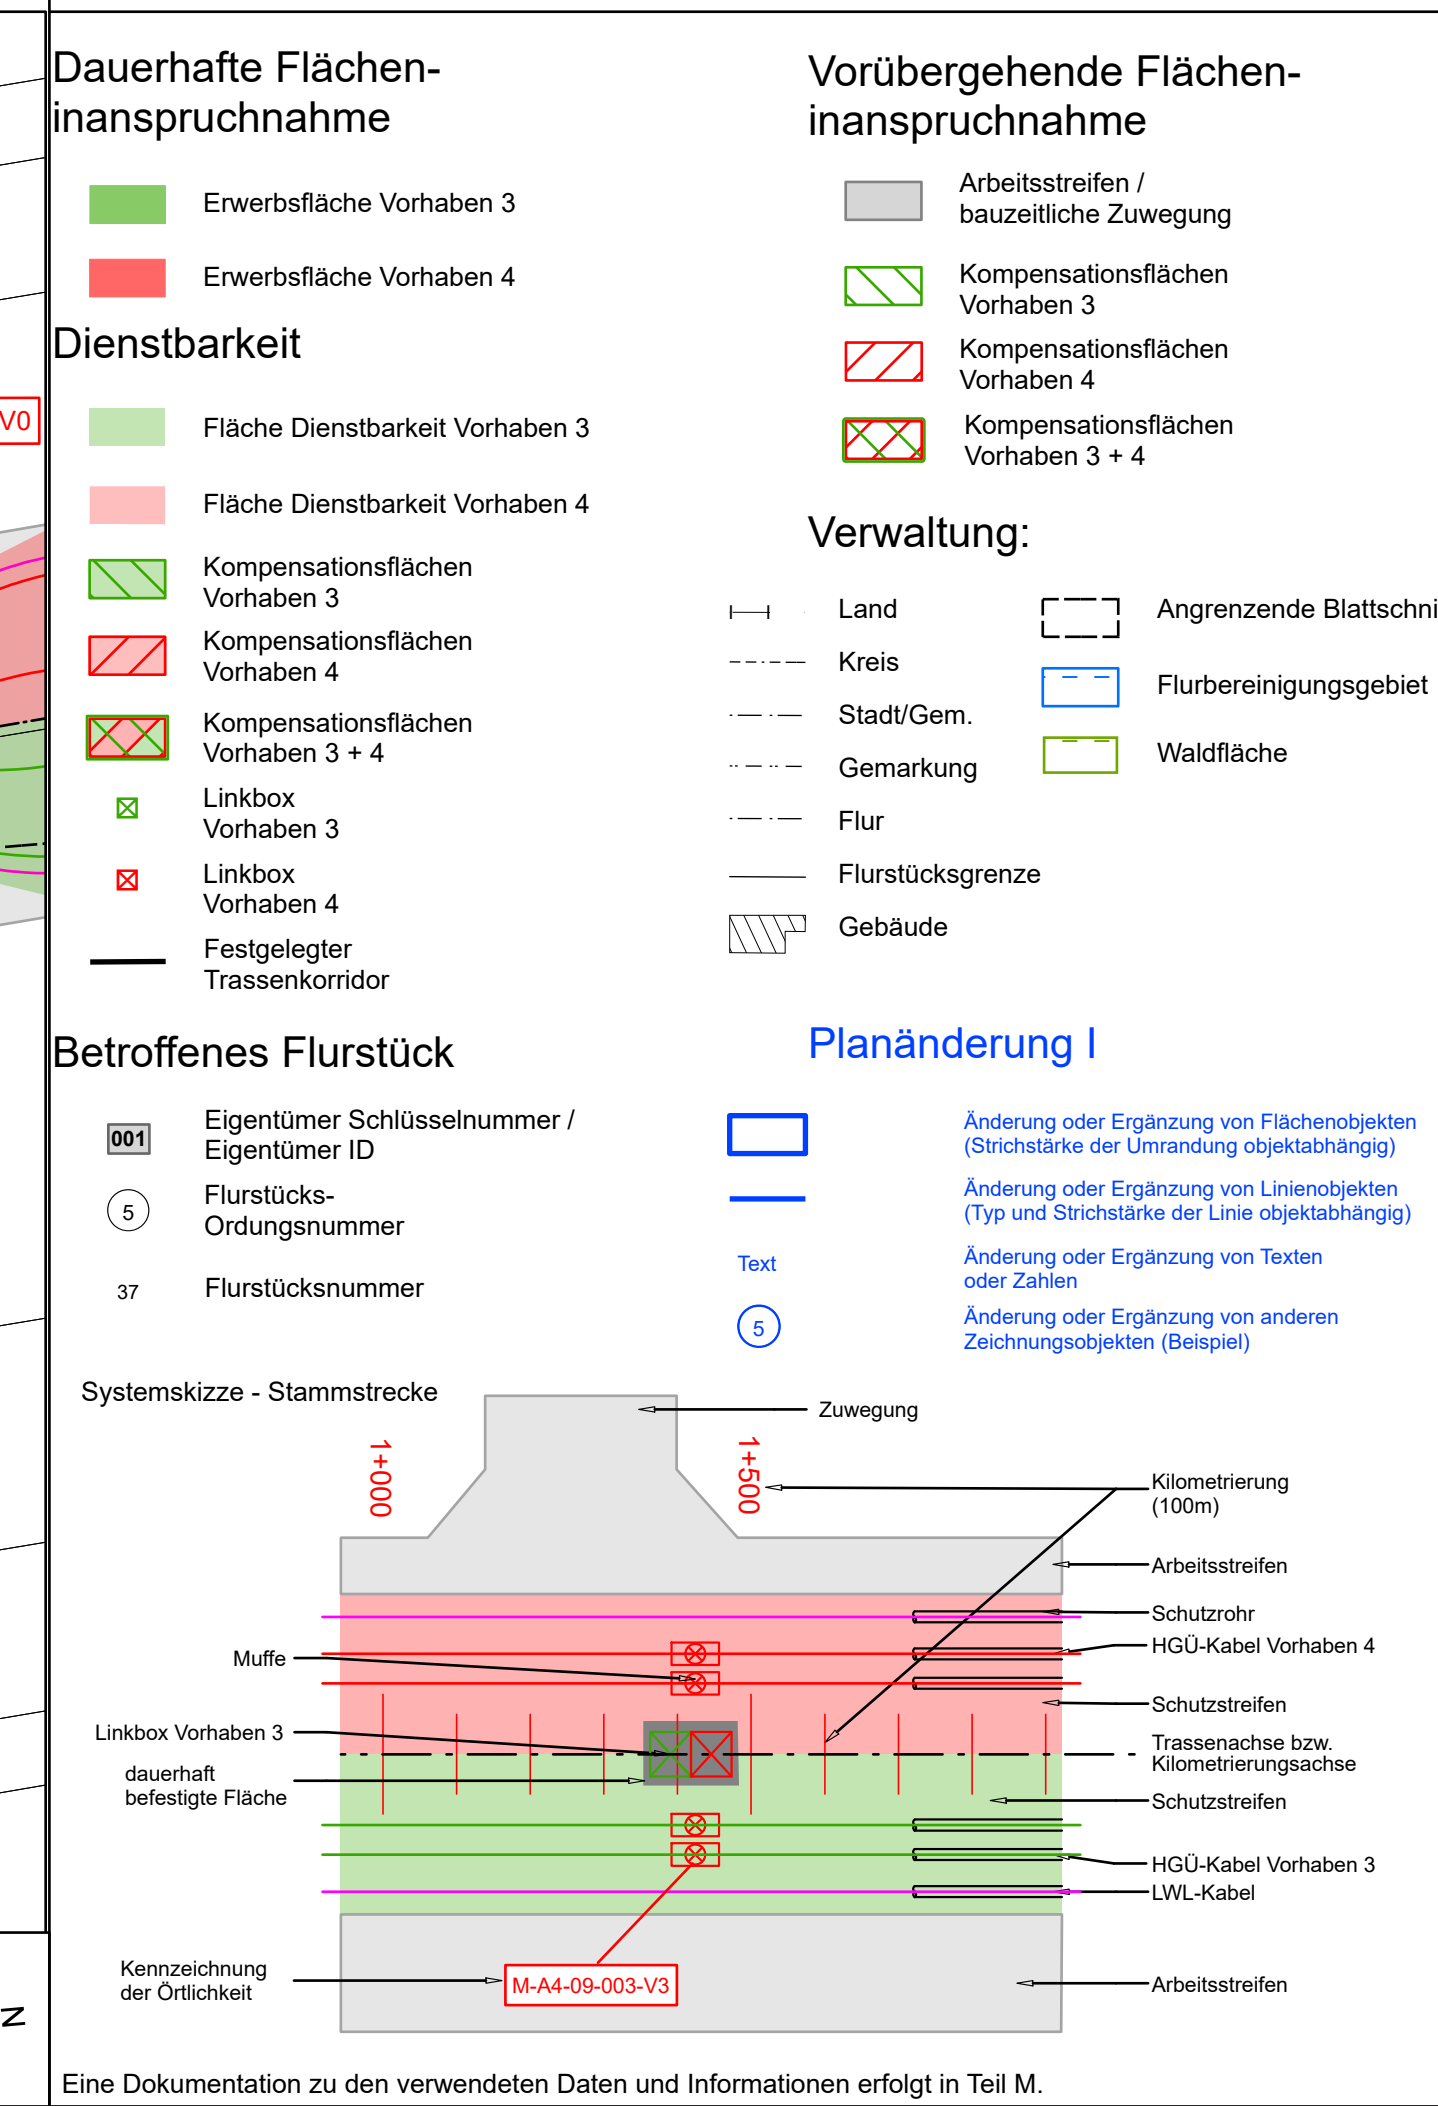 Dauerhafte Flächen-
inanspruchnahme
Erwerbsfläche Vorhaben 3
Erwerbsfläche Vorhaben 4
Dienstbarkeit
V0
Fläche Dienstbarkeit Vorhaben 3
Fläche Dienstbarkeit Vorhaben 4
Kompensationsflächen
Vorhaben 3
Kompensationsflächen
Vorhaben 4
Kompensationsflächen
Vorhaben 3 + 4
Linkbox
Vorhaben 3
Linkbox
Vorhaben 4
Festgelegter
Trassenkorridor
Vorübergehende Flächen-
inanspruchnahme
Arbeitsstreifen /
bauzeitliche Zuwegung
Kompensationsflächen
Vorhaben 3
Kompensationsflächen
Vorhaben 4
Kompensationsflächen
Vorhaben 3 + 4
Verwaltung:
Land
Kreis
Stadt/Gem.
Gemarkung
Flur
Flurstücksgrenze
Gebäude
Angrenzende Blattschni
Flurbereinigungsgebiet
Waldfläche
Betroffenes Flurstück
001
Eigentümer Schlüsselnummer /
Eigentümer ID
5
Flurstücks-
Ordungsnummer
37
Flurstücksnummer
Planänderung I
Änderung oder Ergänzung von Flächenobjekten
(Strichstärke der Umrandung objektabhängig)
Änderung oder Ergänzung von Linienobjekten
(Typ und Strichstärke der Linie objektabhängig)
Text
Änderung oder Ergänzung von Texten
oder Zahlen
5
Änderung oder Ergänzung von anderen
Zeichnungsobjekten (Beispiel)
Systemskizze - Stammstrecke
Zuwegung
1+000
1+500
Kilometrierung
(100m)
Arbeitsstreifen
Schutzrohr
HGÜ-Kabel Vorhaben 4
Muffe
Schutzstreifen
Linkbox Vorhaben 3
Trassenachse bzw.
Kilometrierungsachse
dauerhaft
befestigte Fläche
Schutzstreifen
HGÜ-Kabel Vorhaben 3
LWL-Kabel
Kennzeichnung
der Örtlichkeit
M-A4-09-003-V3
Arbeitsstreifen
N
Eine Dokumentation zu den verwendeten Daten und Informationen erfolgt in Teil M.